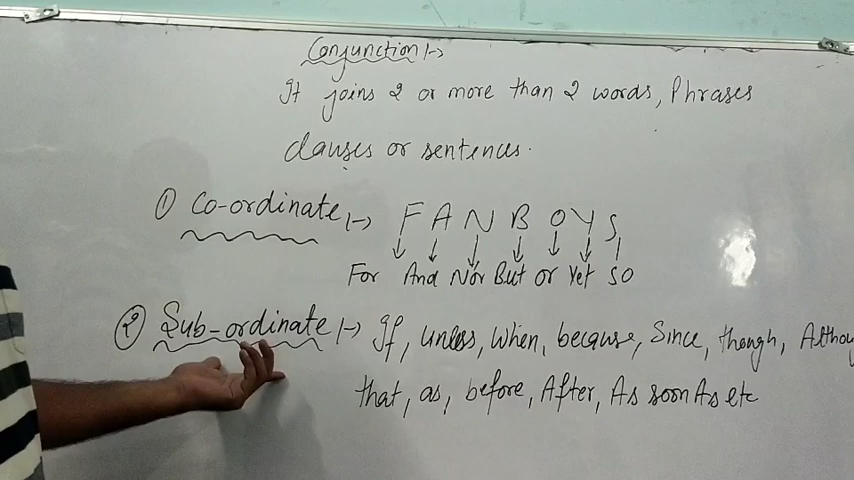 Conjunction :->
It joins 2 or more than 2 words, Phrases
clauses or sentences.
① Co-ordinate :-> F A N B O Y S
For And Nor But or Yet SO
② Sub-ordinate :-> If, unless, When, because, Since, though, Althou
that, as, before, After, As soon As etc